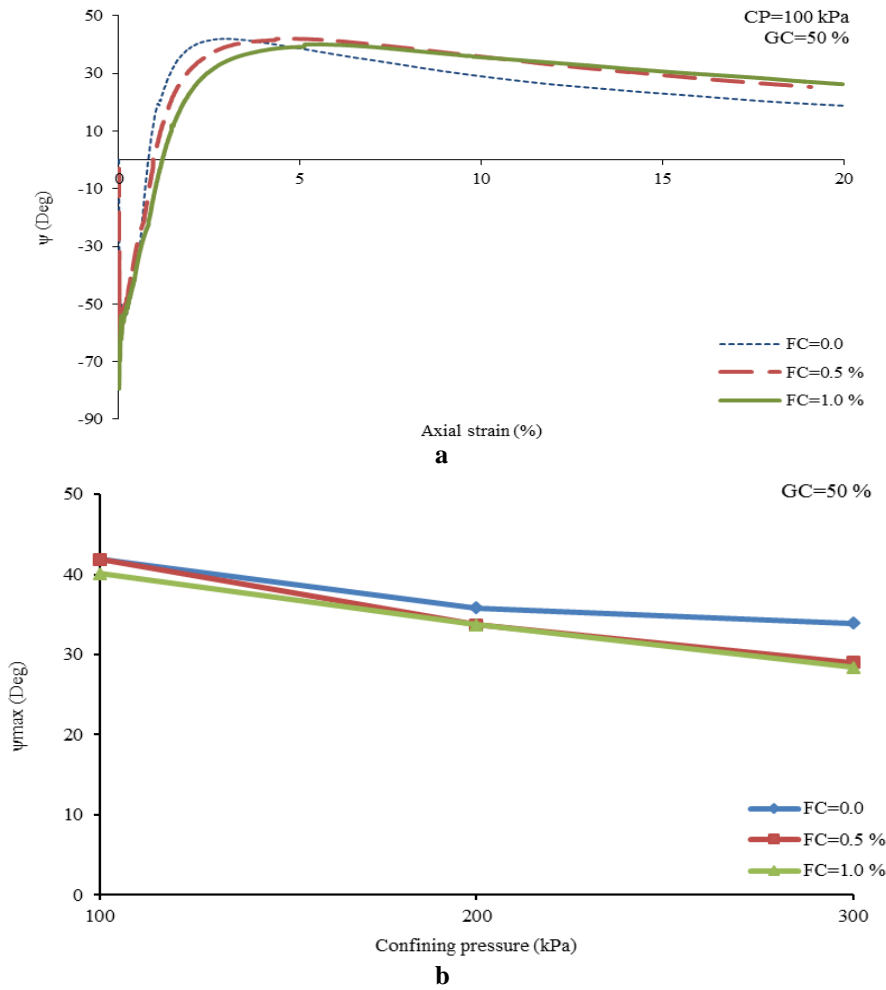 50
CP=100 kPa
GC=50 %
30
10
0
5
10
15
20
-10
-30
-50
-70
-90
ψ (Deg)
FC=0.0
FC=0.5 %
FC=1.0 %
Axial strain (%)
a
GC=50 %
50
40
30
20
10
0
ψmax (Deg)
FC=0.0
FC=0.5 %
FC=1.0 %
100
200
300
Confining pressure (kPa)
b